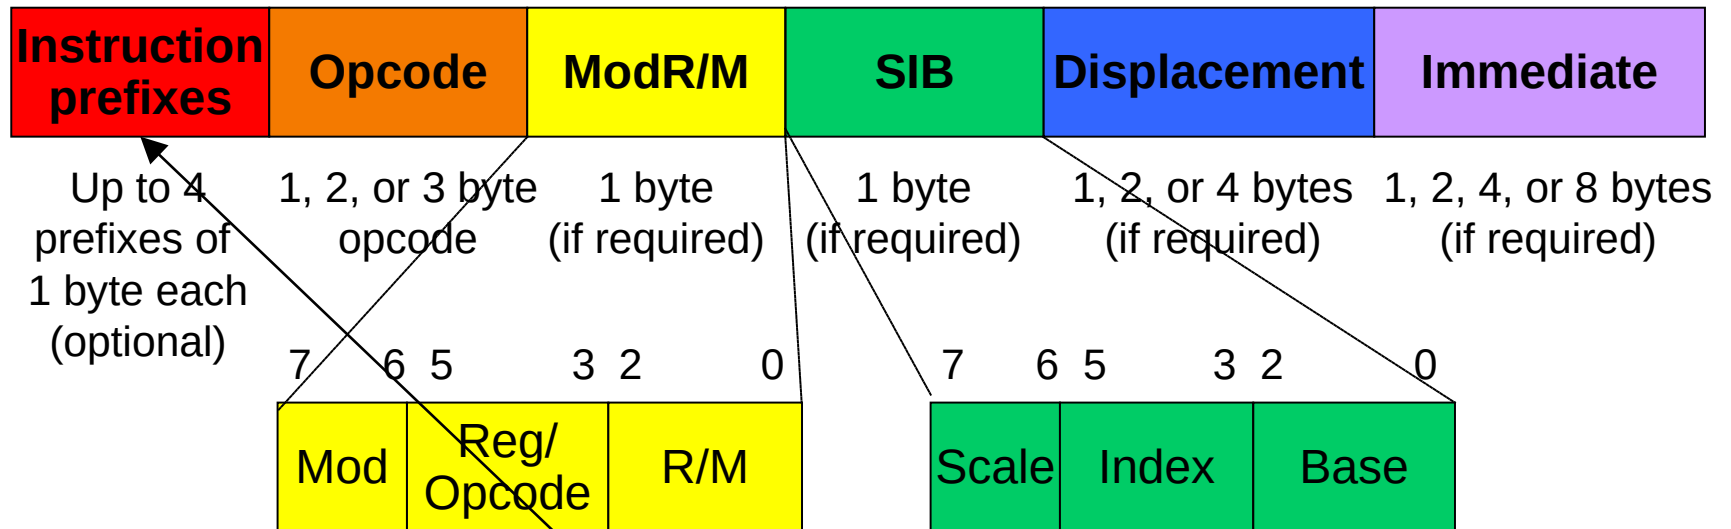 Instruction
prefixes
Opcode
ModR/M
SIB
Displacement
Immediate
Up to 4
prefixes of
1 byte each
(optional)
1, 2, or 3 byte
opcode
1 byte
(if required)
1 byte
(if required)
1, 2, or 4 bytes
(if required)
1, 2, 4, or 8 bytes
(if required)
7 6 5 3 2 0
7 6 5 3 2 0
Mod
Reg/
Opcode
R/M
Scale
Index
Base